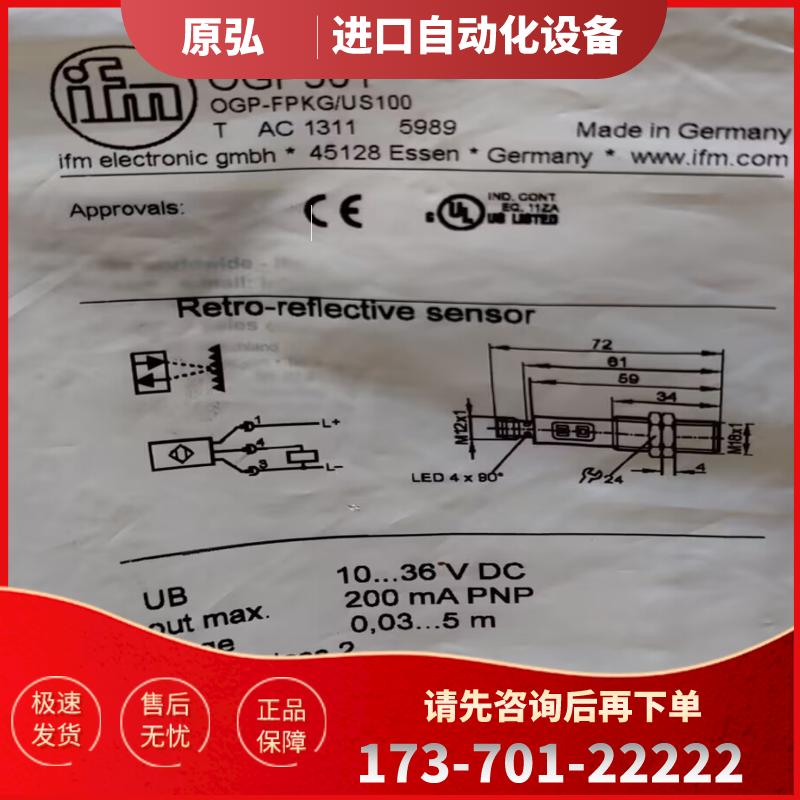 原弘 进口自动化设备
ifm
OGP-FPKG/US100
T AC 1311 5989 Made in Germany
ifm electronic gmbh * 45128 Essen * Germany * www.ifm.com
Approvals:
CE
c UL US LISTED
IND. CONT.
EQ. 11ZA
Retro-reflective sensor
72
61
59
34
M12x1
M18x1
LED 4 x 90°
24
4
1
4
3
L+
L-
UB 10...36 V DC
out max. 200 mA PNP
0,03...5 m
极速发货
售后无忧
正品保障
请先咨询后再下单
173-701-22222